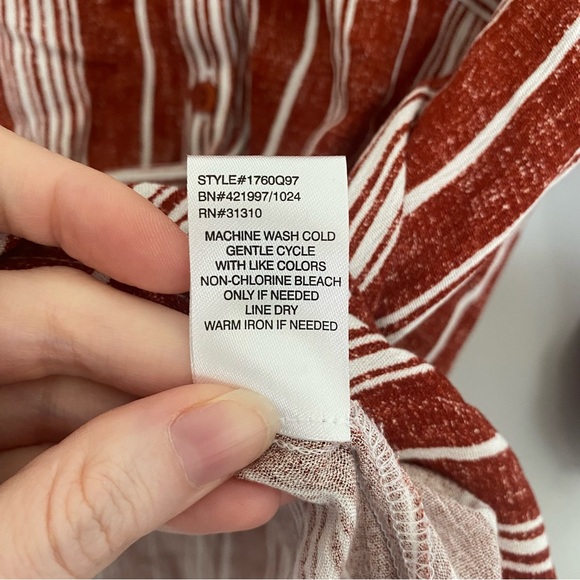 STYLE#1760Q97
BN#421997/1024
RN#31310
MACHINE WASH COLD
GENTLE CYCLE
WITH LIKE COLORS
NON-CHLORINE BLEACH
ONLY IF NEEDED
LINE DRY
WARM IRON IF NEEDED